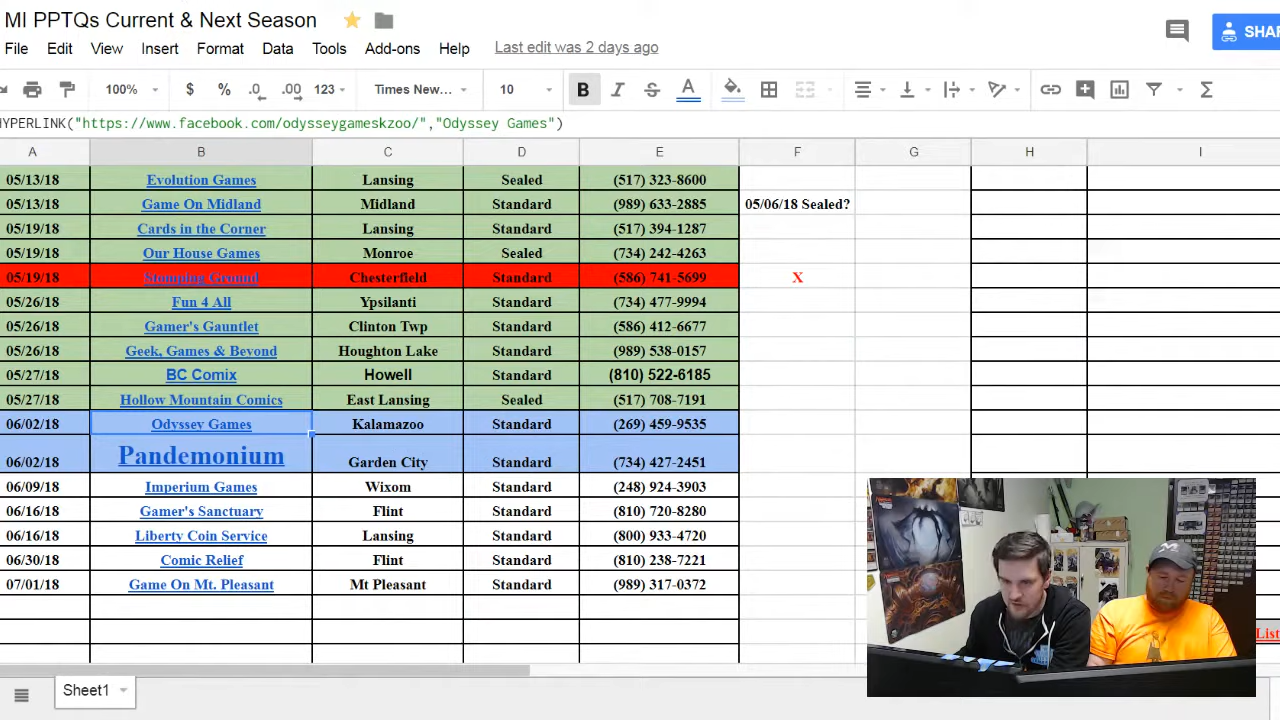 MI PPTQs Current & Next Season
File Edit View Insert Format Data Tools Add-ons Help Last edit was 2 days ago
SHAR
100% $ % .0 .00 123 Times New... 10 B I S A Σ
HYPERLINK("https://www.facebook.com/odysseygameskzoo/","Odyssey Games")
A B C D E F G H I
05/13/18 Evolution Games Lansing Sealed (517) 323-8600
05/13/18 Game On Midland Midland Standard (989) 633-2885 05/06/18 Sealed?
05/19/18 Cards in the Corner Lansing Standard (517) 394-1287
05/19/18 Our House Games Monroe Sealed (734) 242-4263
05/19/18 Stomping Ground Chesterfield Standard (586) 741-5699 X
05/26/18 Fun 4 All Ypsilanti Standard (734) 477-9994
05/26/18 Gamer's Gauntlet Clinton Twp Standard (586) 412-6677
05/26/18 Geek, Games & Beyond Houghton Lake Standard (989) 538-0157
05/27/18 BC Comix Howell Standard (810) 522-6185
05/27/18 Hollow Mountain Comics East Lansing Sealed (517) 708-7191
06/02/18 Odyssey Games Kalamazoo Standard (269) 459-9535
06/02/18 Pandemonium Garden City Standard (734) 427-2451
06/09/18 Imperium Games Wixom Standard (248) 924-3903
06/16/18 Gamer's Sanctuary Flint Standard (810) 720-8280
06/16/18 Liberty Coin Service Lansing Standard (800) 933-4720
06/30/18 Comic Relief Flint Standard (810) 238-7221
07/01/18 Game On Mt. Pleasant Mt Pleasant Standard (989) 317-0372
List
Sheet1